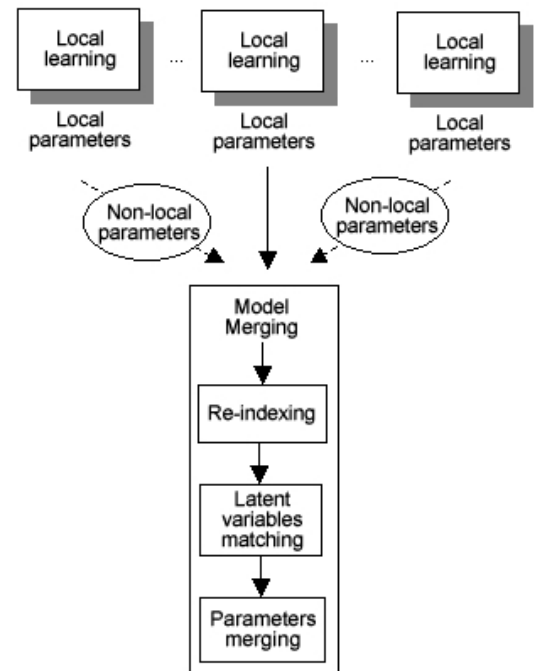 Local
learning
...
Local
learning
...
Local
learning
Local
parameters
Local
parameters
Local
parameters
Non-local
parameters
Non-local
parameters
Model
Merging
Re-indexing
Latent
variables
matching
Parameters
merging